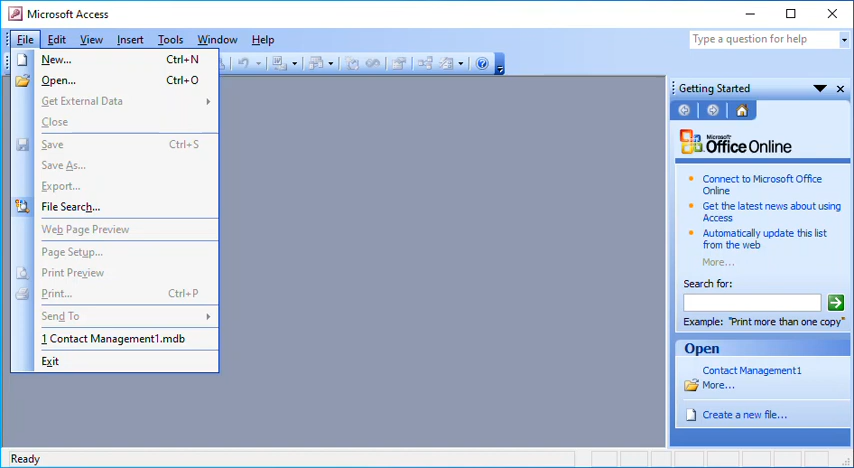 Microsoft Access
File Edit View Insert Tools Window Help
Type a question for help
New... Ctrl+N
Open... Ctrl+O
Get External Data
Close
Save Ctrl+S
Save As...
Export...
File Search...
Web Page Preview
Page Setup...
Print Preview
Print... Ctrl+P
Send To
1 Contact Management1.mdb
Exit
Getting Started
Microsoft
Office Online
Connect to Microsoft Office
Online
Get the latest news about using
Access
Automatically update this list
from the web
More...
Search for:
Example: "Print more than one copy"
Open
Contact Management1
More...
Create a new file...
Ready